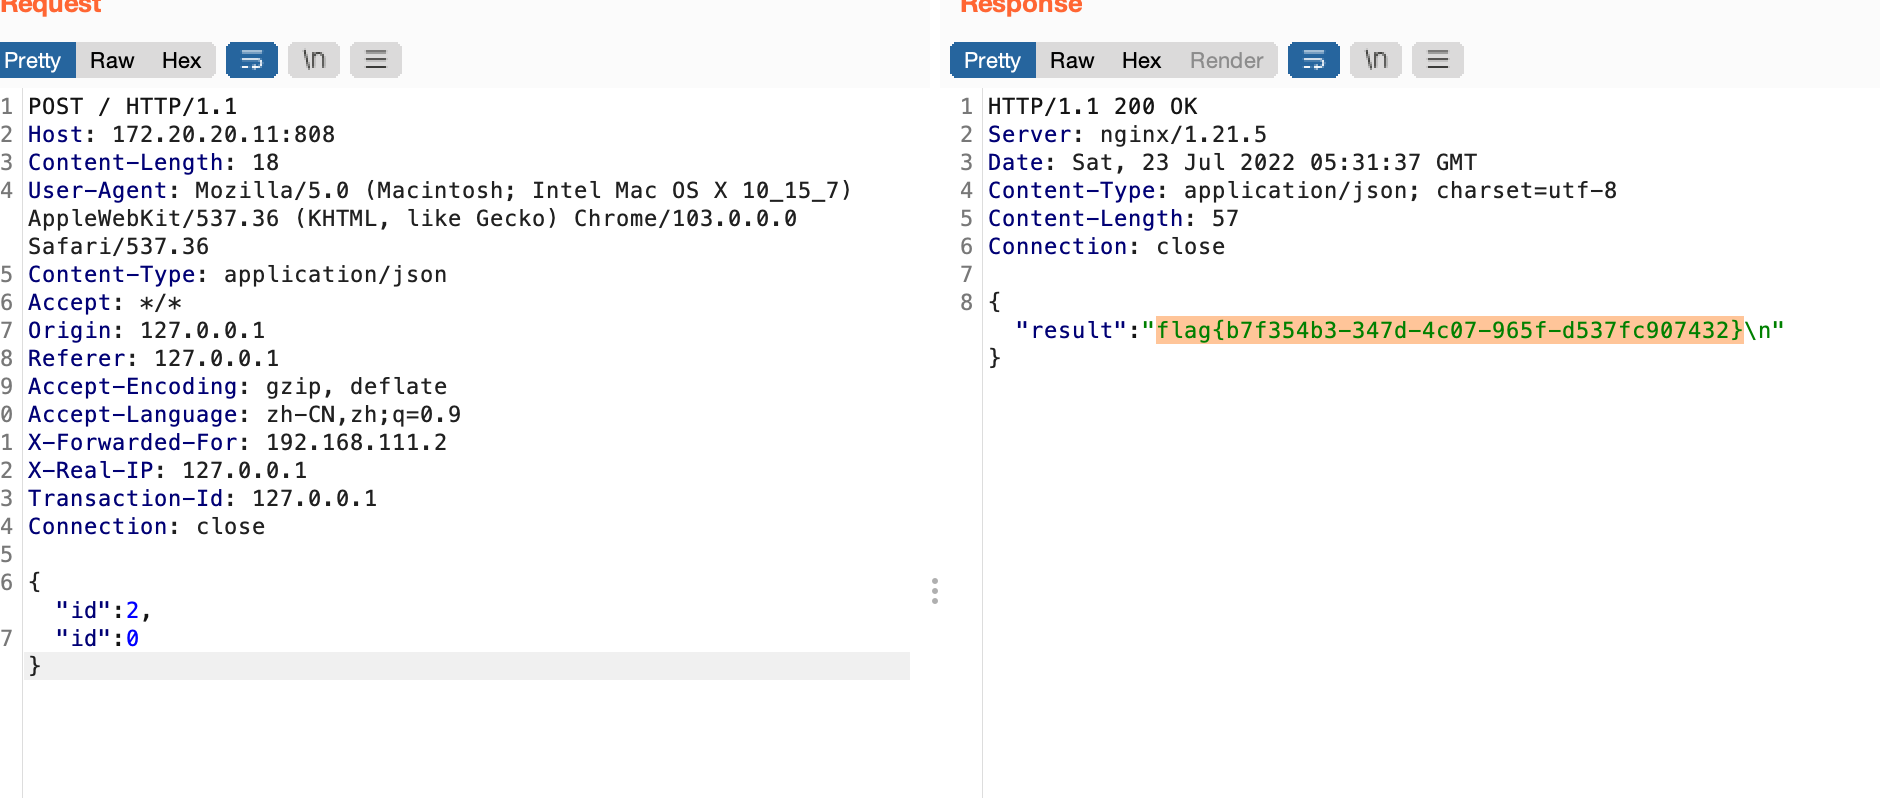 Request
Pretty Raw Hex \n
1 POST / HTTP/1.1
2 Host: 172.20.20.11:808
3 Content-Length: 18
4 User-Agent: Mozilla/5.0 (Macintosh; Intel Mac OS X 10_15_7)
AppleWebKit/537.36 (KHTML, like Gecko) Chrome/103.0.0.0
Safari/537.36
5 Content-Type: application/json
6 Accept: */*
7 Origin: 127.0.0.1
8 Referer: 127.0.0.1
9 Accept-Encoding: gzip, deflate
0 Accept-Language: zh-CN,zh;q=0.9
1 X-Forwarded-For: 192.168.111.2
2 X-Real-IP: 127.0.0.1
3 Transaction-Id: 127.0.0.1
4 Connection: close
5
6 {
"id":2,
7 "id":0
}
Response
Pretty Raw Hex Render \n
1 HTTP/1.1 200 OK
2 Server: nginx/1.21.5
3 Date: Sat, 23 Jul 2022 05:31:37 GMT
4 Content-Type: application/json; charset=utf-8
5 Content-Length: 57
6 Connection: close
7
8 {
"result":"flag{b7f354b3-347d-4c07-965f-d537fc907432}\n"
}